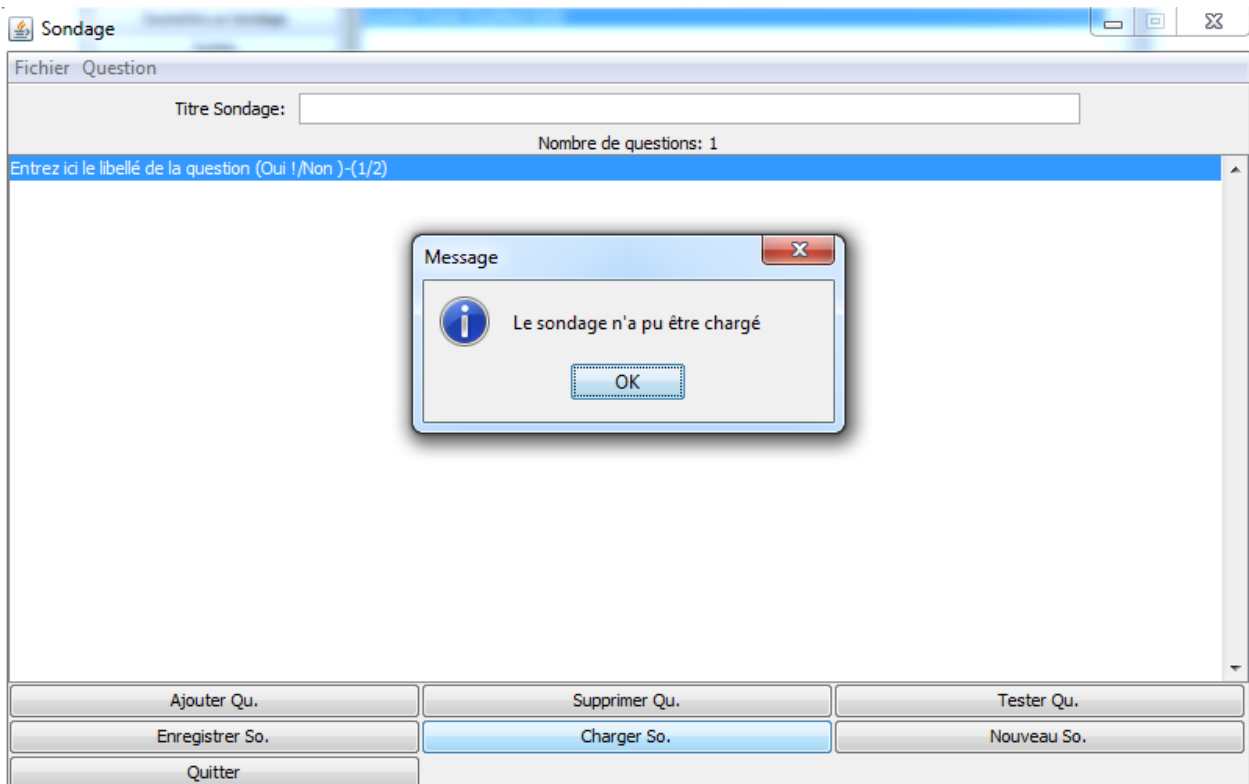 Sondage
Fichier Question
Titre Sondage:
Nombre de questions: 1
Entrez ici le libellé de la question (Oui !/Non )-(1/2)
Message
Le sondage n'a pu être chargé
OK
Ajouter Qu. Supprimer Qu. Tester Qu.
Enregistrer So. Charger So. Nouveau So.
Quitter